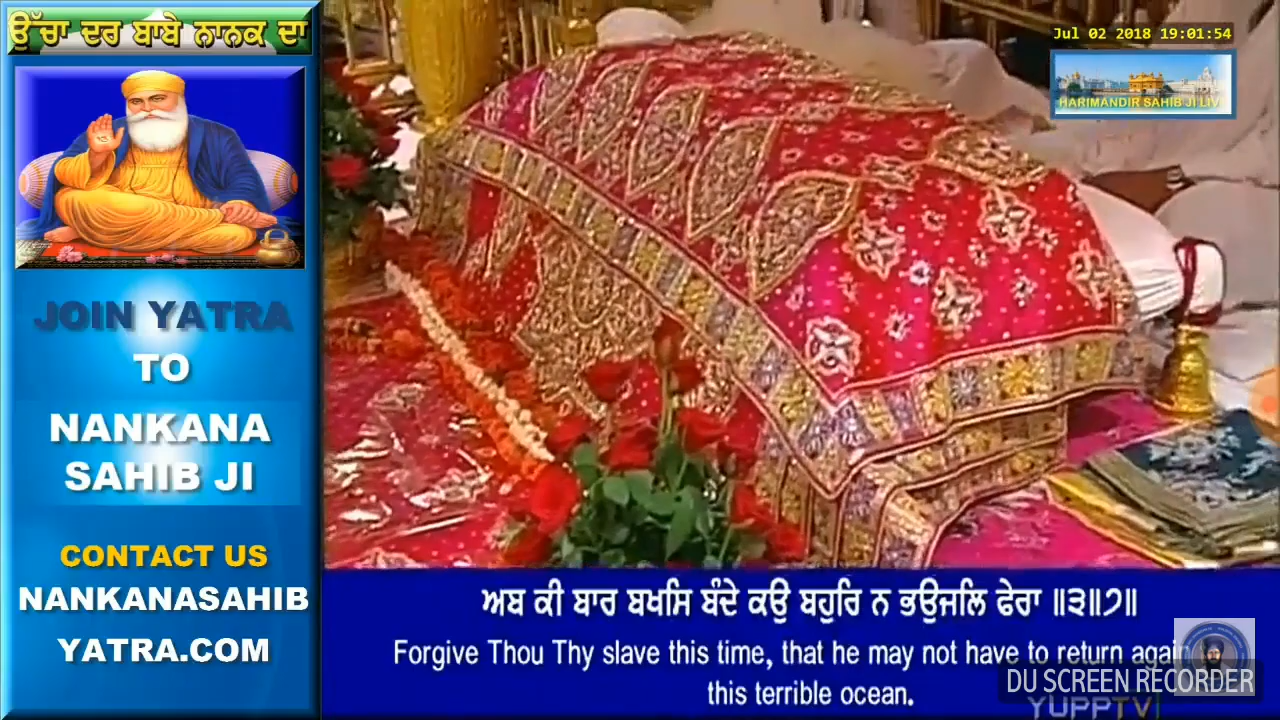 ਉੱਚਾ ਦਰ ਬਾਬੇ ਨਾਨਕ ਦਾ
JOIN YATRA
TO
NANKANA
SAHIB JI
CONTACT US
NANKANASAHIB
YATRA.COM
Jul 02 2018 19:01:54
HARIMANDIR SAHIB JI LIV
ਅਬ ਕੀ ਬਾਰ ਬਖਸਿ ਬੰਦੇ ਕਉ ਬਹੁਰਿ ਨ ਭਉਜਲਿ ਫੇਰਾ ॥੩॥੭॥
Forgive Thou Thy slave this time, that he may not have to return again
this terrible ocean.
DU SCREEN RECORDER
YUPPTV